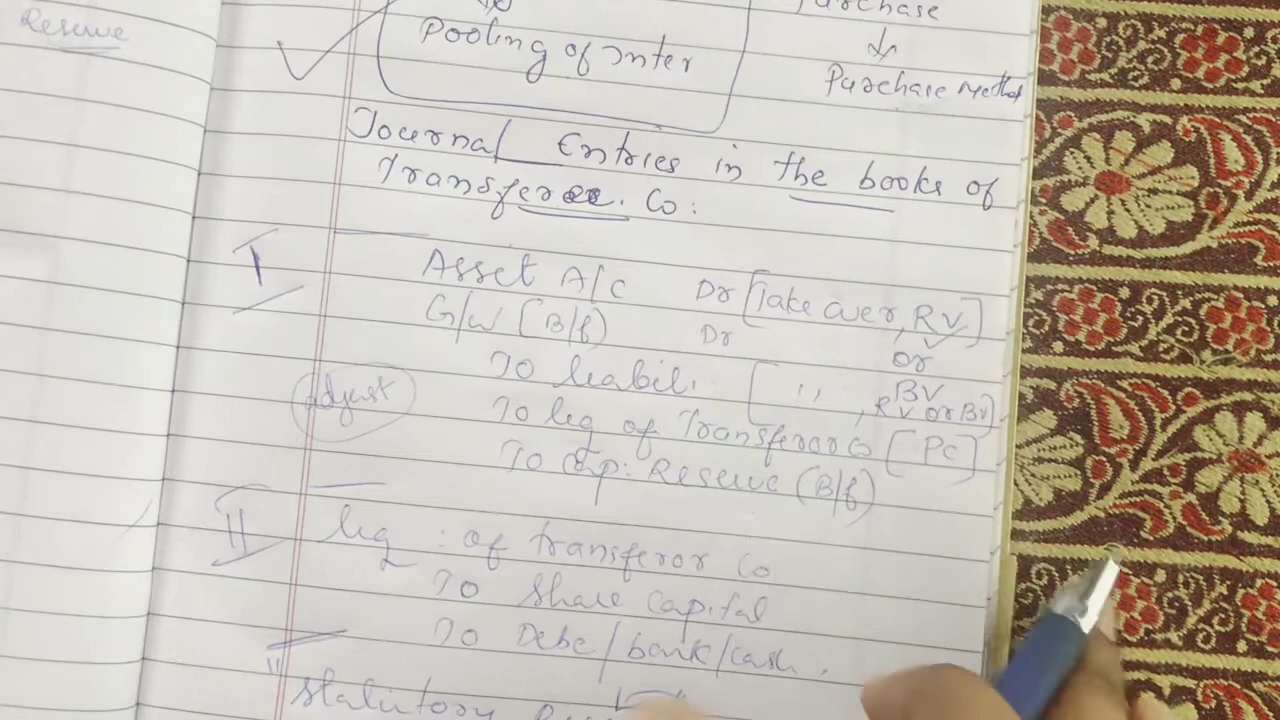 Reserve
Purchase
Pooling of Inter
Purchase Method
Journal Entries in the books of
Transferee. Co:
I
Asset A/C Dr [Take over, RV]
or
BV
G/W [B/f) Dr
To liabil. [ ,, , RV or BV)
Adjust
To liq of Transferor Co [PC]
To Cap: Reserve (B/f)
II liq : of transferor Co
To Share capital
To Debe/bank/cash.
Statutory